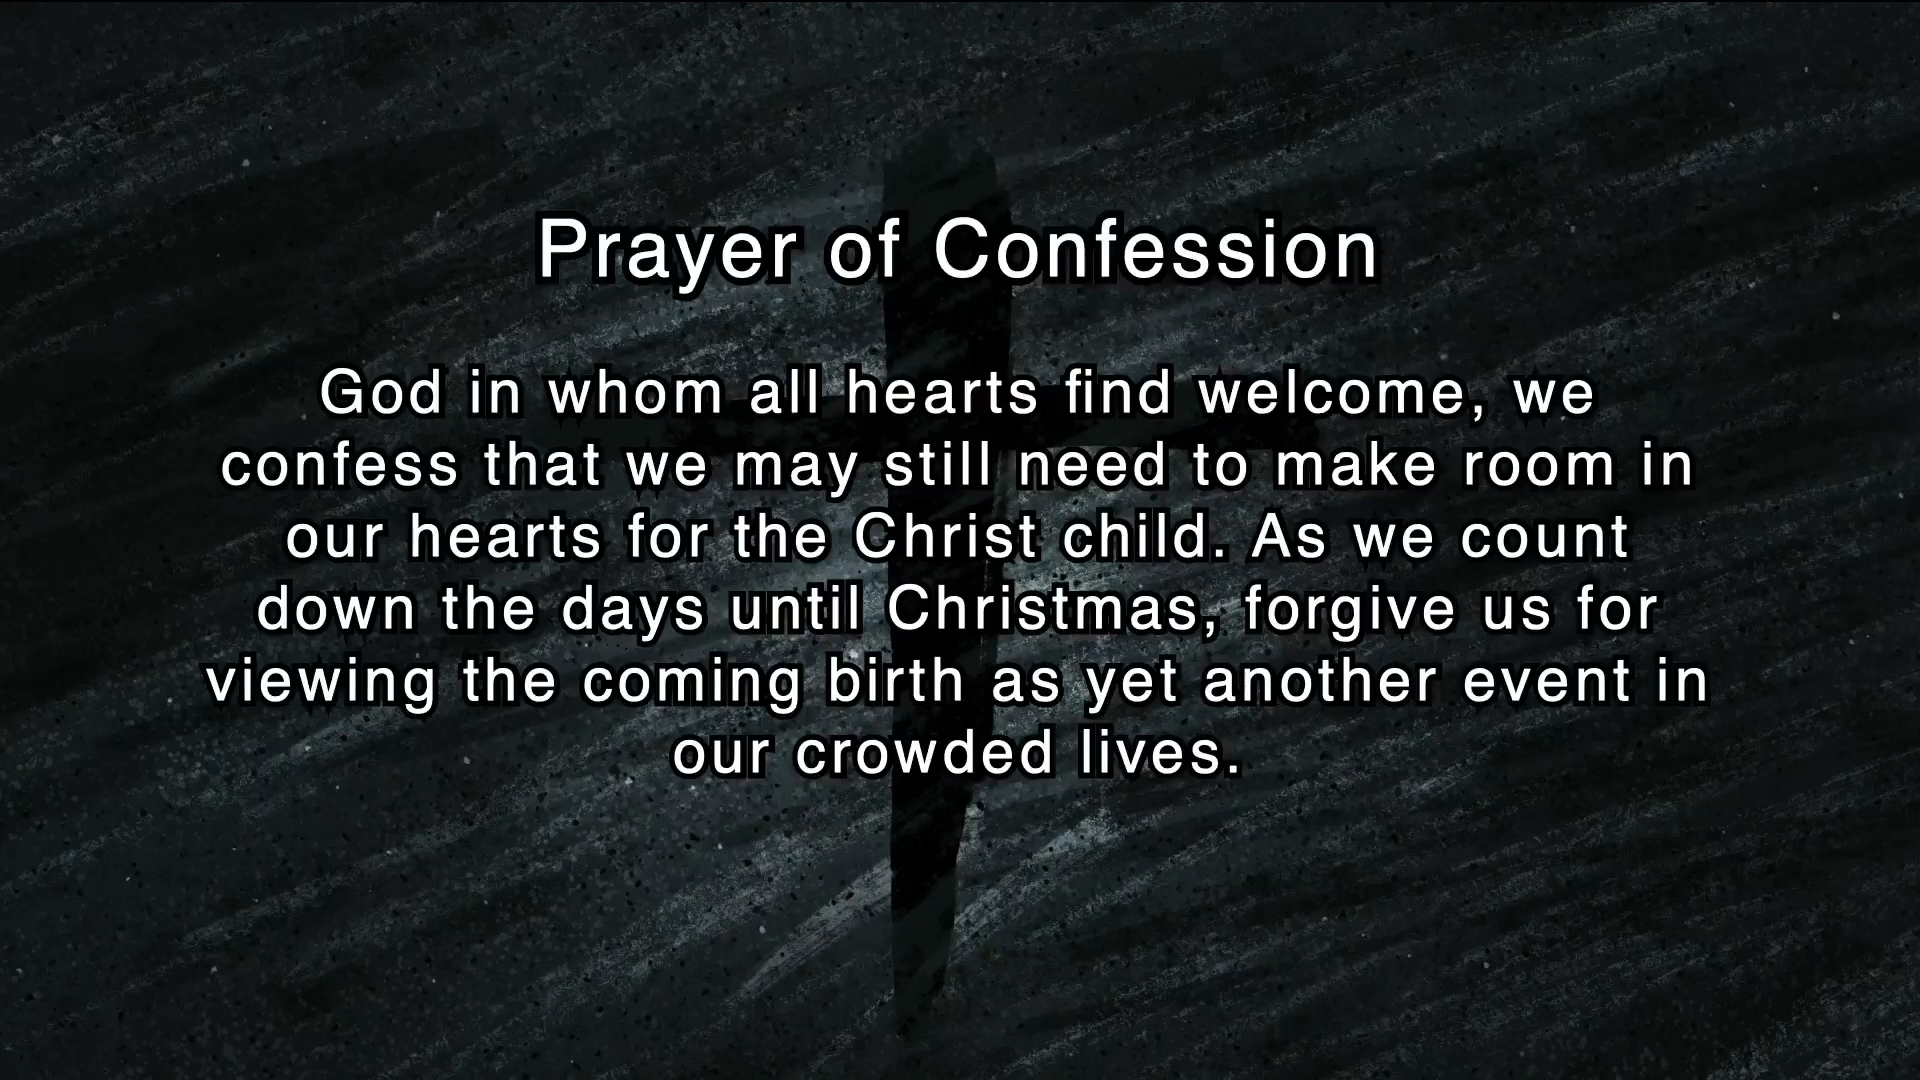 Prayer of Confession
God in whom all hearts find welcome, we
confess that we may still need to make room in
our hearts for the Christ child. As we count
down the days until Christmas, forgive us for
viewing the coming birth as yet another event in
our crowded lives.